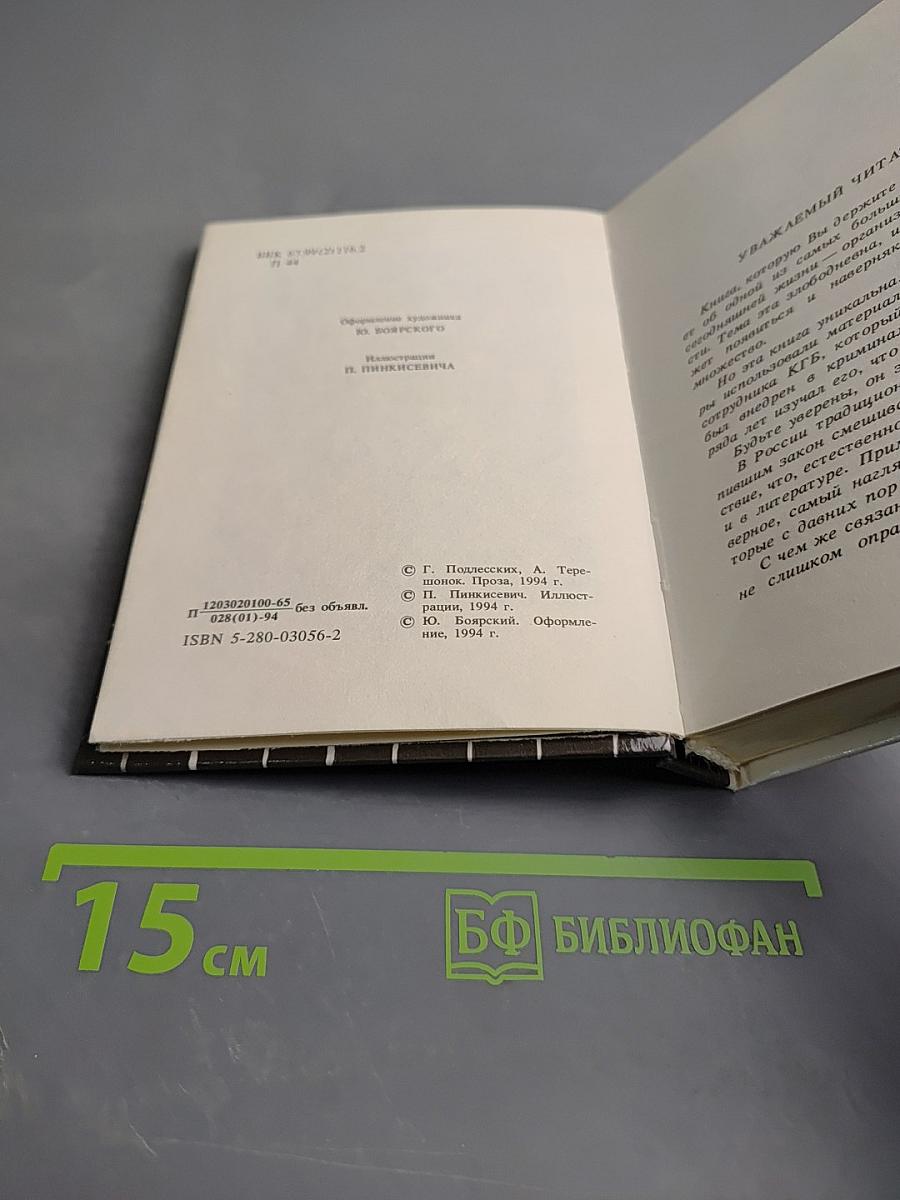 П 44
Оформление художника
Ю. БОЯРСКОГО
Иллюстрации
П. ПИНКИСЕВИЧА
© Г. Подлесских, А. Тере-
шонок. Проза, 1994 г.
© П. Пинкисевич. Иллюст-
рации, 1994 г.
© Ю. Боярский. Оформле-
ние, 1994 г.
П 1203020100-65 без объявл.
028(01)-94
ISBN 5-280-03056-2
УВАЖАЕМЫЙ ЧИТА
Книга, которую Вы держите
ет об одной из самых больш
сегодняшней жизни — организ
сти. Тема эта злободневна, и
жет появиться и наверняк
множество.
Но эта книга уникальна.
ры использовали материал
сотрудника КГБ, который
был внедрен в криминал
ряда лет изучал его, что
Будьте уверены, он з
В России традицион
пившим закон смешиво
ствие, что, естественно
и в литературе. Прим
верное, самый нагля
торые с давних пор
С чем же связан
не слишком опра
15 см
БФ БИБЛИОФАН